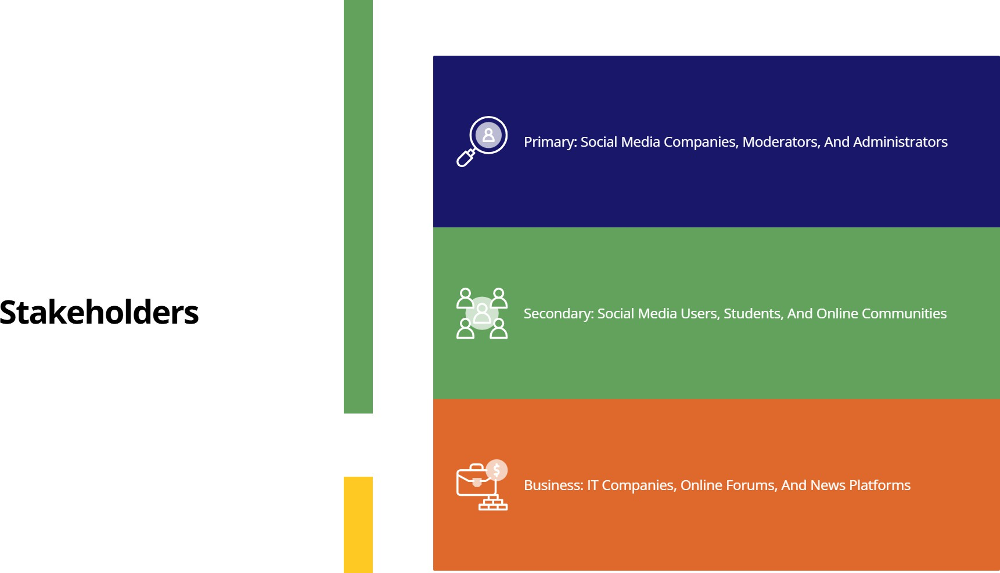 Stakeholders
Primary: Social Media Companies, Moderators, And Administrators
Secondary: Social Media Users, Students, And Online Communities
$
Business: IT Companies, Online Forums, And News Platforms